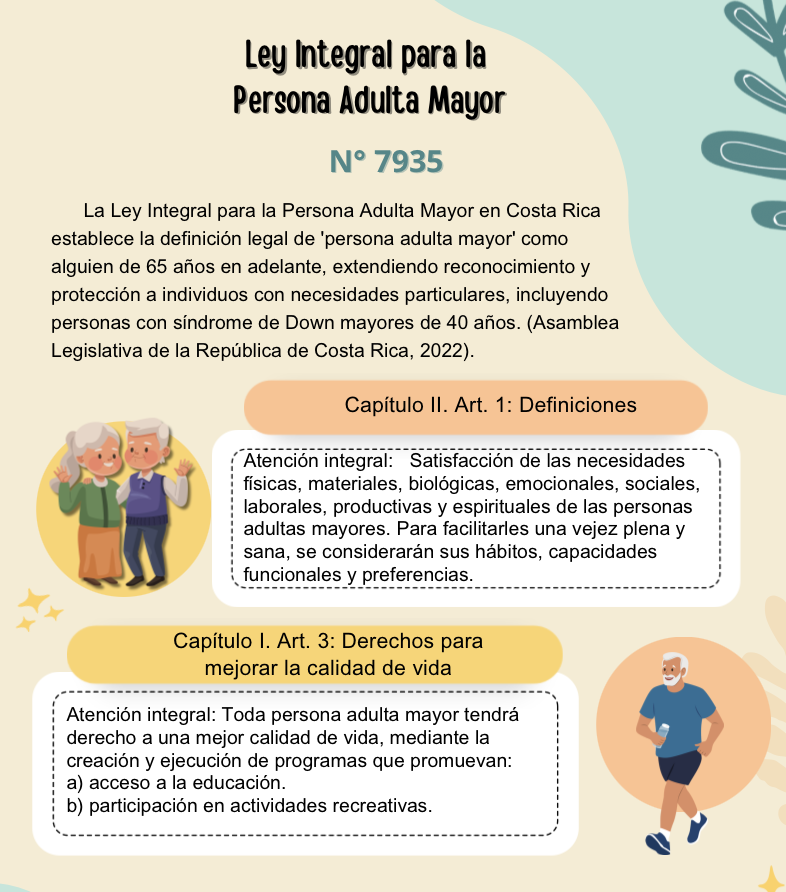 Ley Integral para la
Persona Adulta Mayor
N° 7935
La Ley Integral para la Persona Adulta Mayor en Costa Rica
establece la definición legal de 'persona adulta mayor' como
alguien de 65 años en adelante, extendiendo reconocimiento y
protección a individuos con necesidades particulares, incluyendo
personas con síndrome de Down mayores de 40 años. (Asamblea
Legislativa de la República de Costa Rica, 2022).
Capítulo II. Art. 1: Definiciones
Atención integral: Satisfacción de las necesidades
físicas, materiales, biológicas, emocionales, sociales,
laborales, productivas y espirituales de las personas
adultas mayores. Para facilitarles una vejez plena y
sana, se considerarán sus hábitos, capacidades
funcionales y preferencias.
Capítulo I. Art. 3: Derechos para
mejorar la calidad de vida
Atención integral: Toda persona adulta mayor tendrá
derecho a una mejor calidad de vida, mediante la
creación y ejecución de programas que promuevan:
a) acceso a la educación.
b) participación en actividades recreativas.